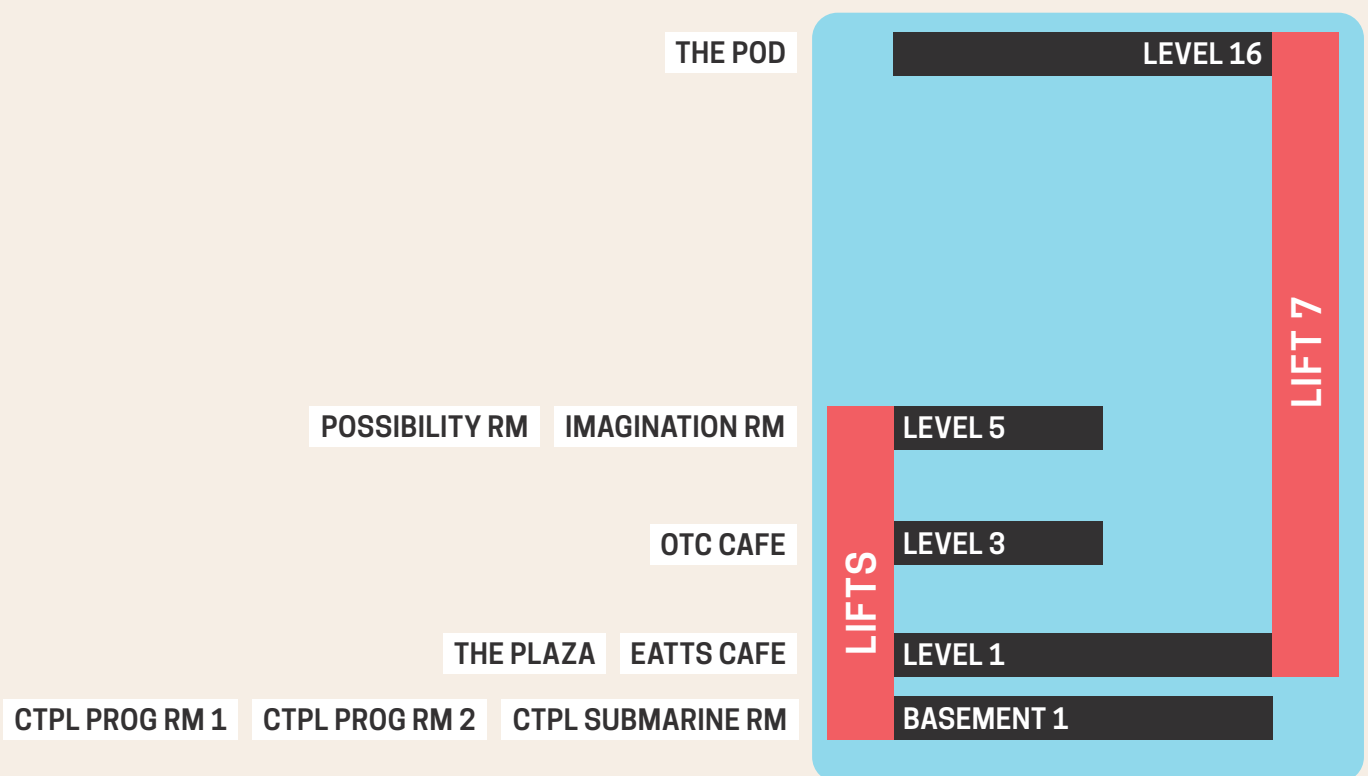 THE POD LEVEL 16
LIFT 7
POSSIBILITY RM IMAGINATION RM LEVEL 5
OTC CAFE LEVEL 3
LIFTS
THE PLAZA EATTS CAFE LEVEL 1
CTPL PROG RM 1 CTPL PROG RM 2 CTPL SUBMARINE RM BASEMENT 1